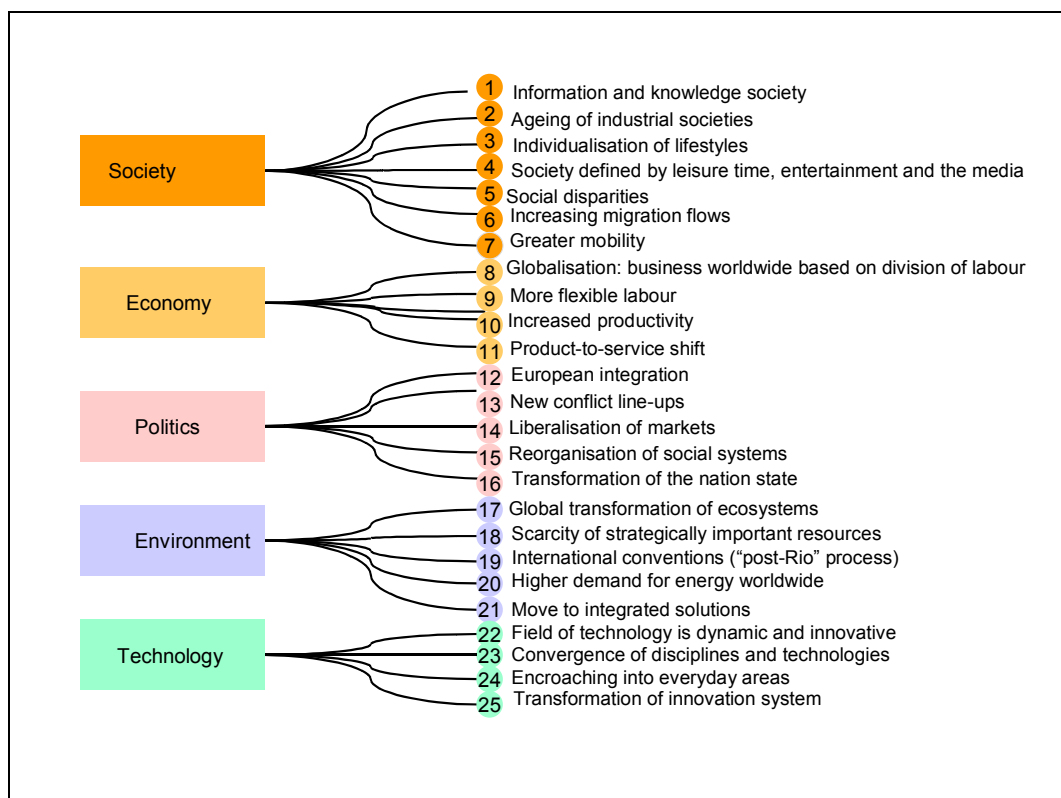 Society
1 Information and knowledge society
2 Ageing of industrial societies
3 Individualisation of lifestyles
4 Society defined by leisure time, entertainment and the media
5 Social disparities
6 Increasing migration flows
7 Greater mobility
Economy
8 Globalisation: business worldwide based on division of labour
9 More flexible labour
10 Increased productivity
11 Product-to-service shift
Politics
12 European integration
13 New conflict line-ups
14 Liberalisation of markets
15 Reorganisation of social systems
16 Transformation of the nation state
Environment
17 Global transformation of ecosystems
18 Scarcity of strategically important resources
19 International conventions (“post-Rio” process)
20 Higher demand for energy worldwide
21 Move to integrated solutions
Technology
22 Field of technology is dynamic and innovative
23 Convergence of disciplines and technologies
24 Encroaching into everyday areas
25 Transformation of innovation system